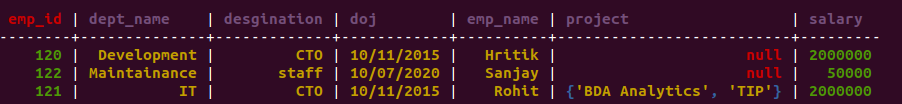 emp_id | dept_name | desgination | doj | emp_name | project | salary
--------+--------------+-------------+------------+----------+-------------------------+---------
120 | Development | CTO | 10/11/2015 | Hritik | null | 2000000
122 | Maintainance | staff | 10/07/2020 | Sanjay | null | 50000
121 | IT | CTO | 10/11/2015 | Rohit | {'BDA Analytics', 'TIP'} | 2000000